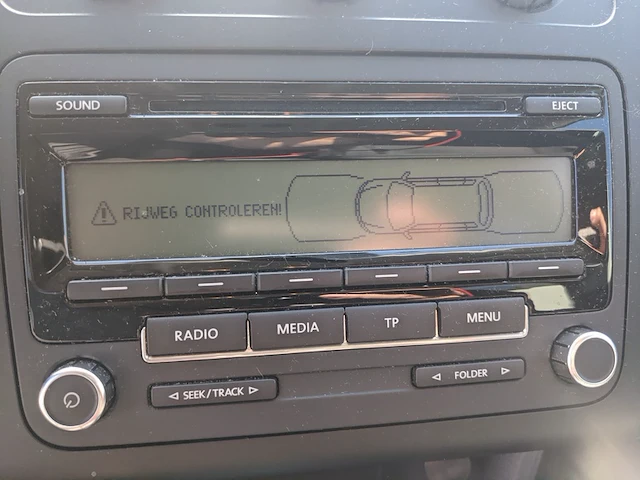 SOUND
EJECT
RIJWEG CONTROLEREN!
RADIO
MEDIA
TP
MENU
SEEK/TRACK
FOLDER